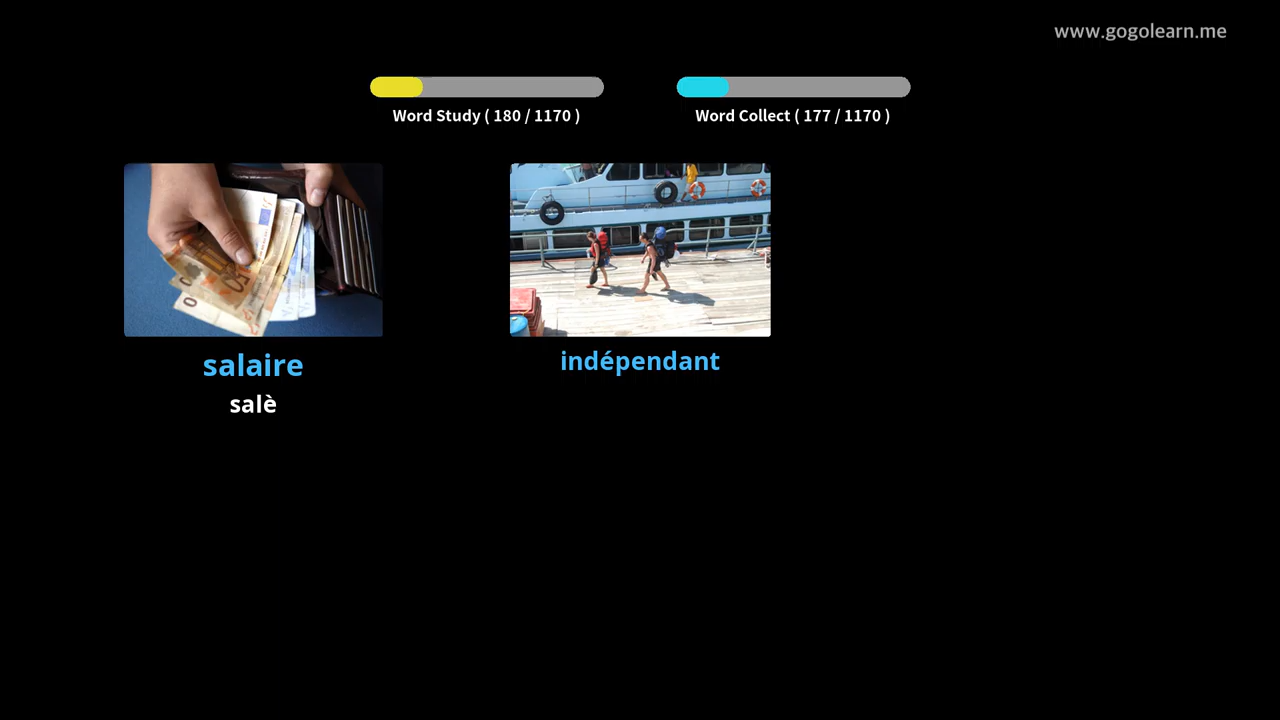 www.gogolearn.me
Word Study ( 180 / 1170 )
Word Collect ( 177 / 1170 )
salaire
indépendant
salè